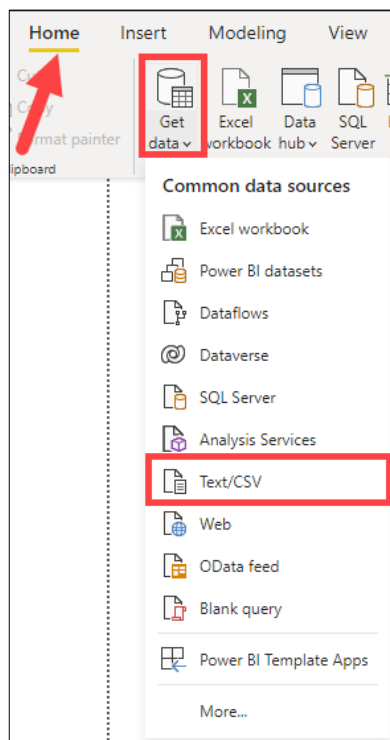 Home Insert Modeling View
Get Excel Data SQL
Format painter data workbook hub Server
Common data sources
Excel workbook
Power BI datasets
Dataflows
Dataverse
SQL Server
Analysis Services
Text/CSV
Web
OData feed
Blank query
Power BI Template Apps
More...